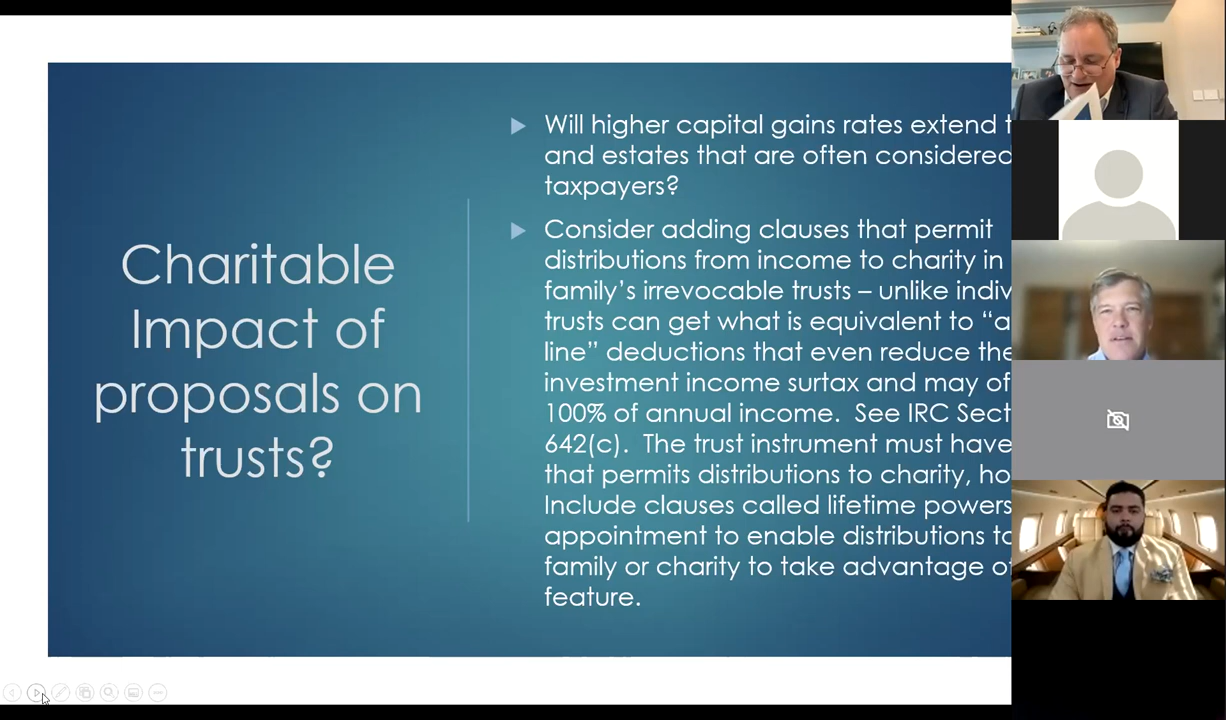 Charitable
Impact of
proposals on
trusts?
Will higher capital gains rates extend
and estates that are often considered
taxpayers?
Consider adding clauses that permit
distributions from income to charity in
family’s irrevocable trusts – unlike
trusts can get what is equivalent to “
line” deductions that even reduce the
investment income surtax and may
100% of annual income. See IRC
642(c). The trust instrument must have
that permits distributions to charity,
Include clauses called lifetime powers
appointment to enable distributions
family or charity to take advantage
feature.